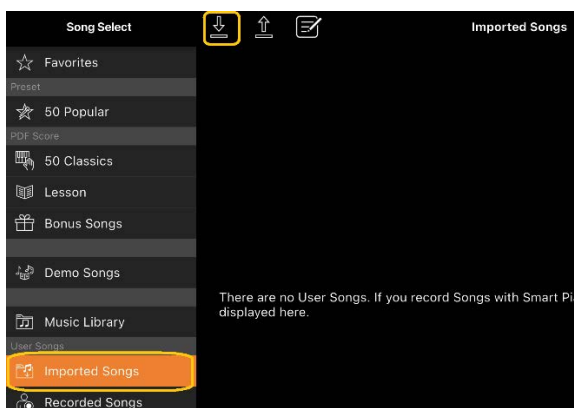 Song Select
Imported Songs
Favorites
Preset
50 Popular
PDF Score
50 Classics
Lesson
Bonus Songs
Demo Songs
There are no User Songs. If you record Songs with Smart Pi
displayed here.
Music Library
User Songs
Imported Songs
Recorded Songs